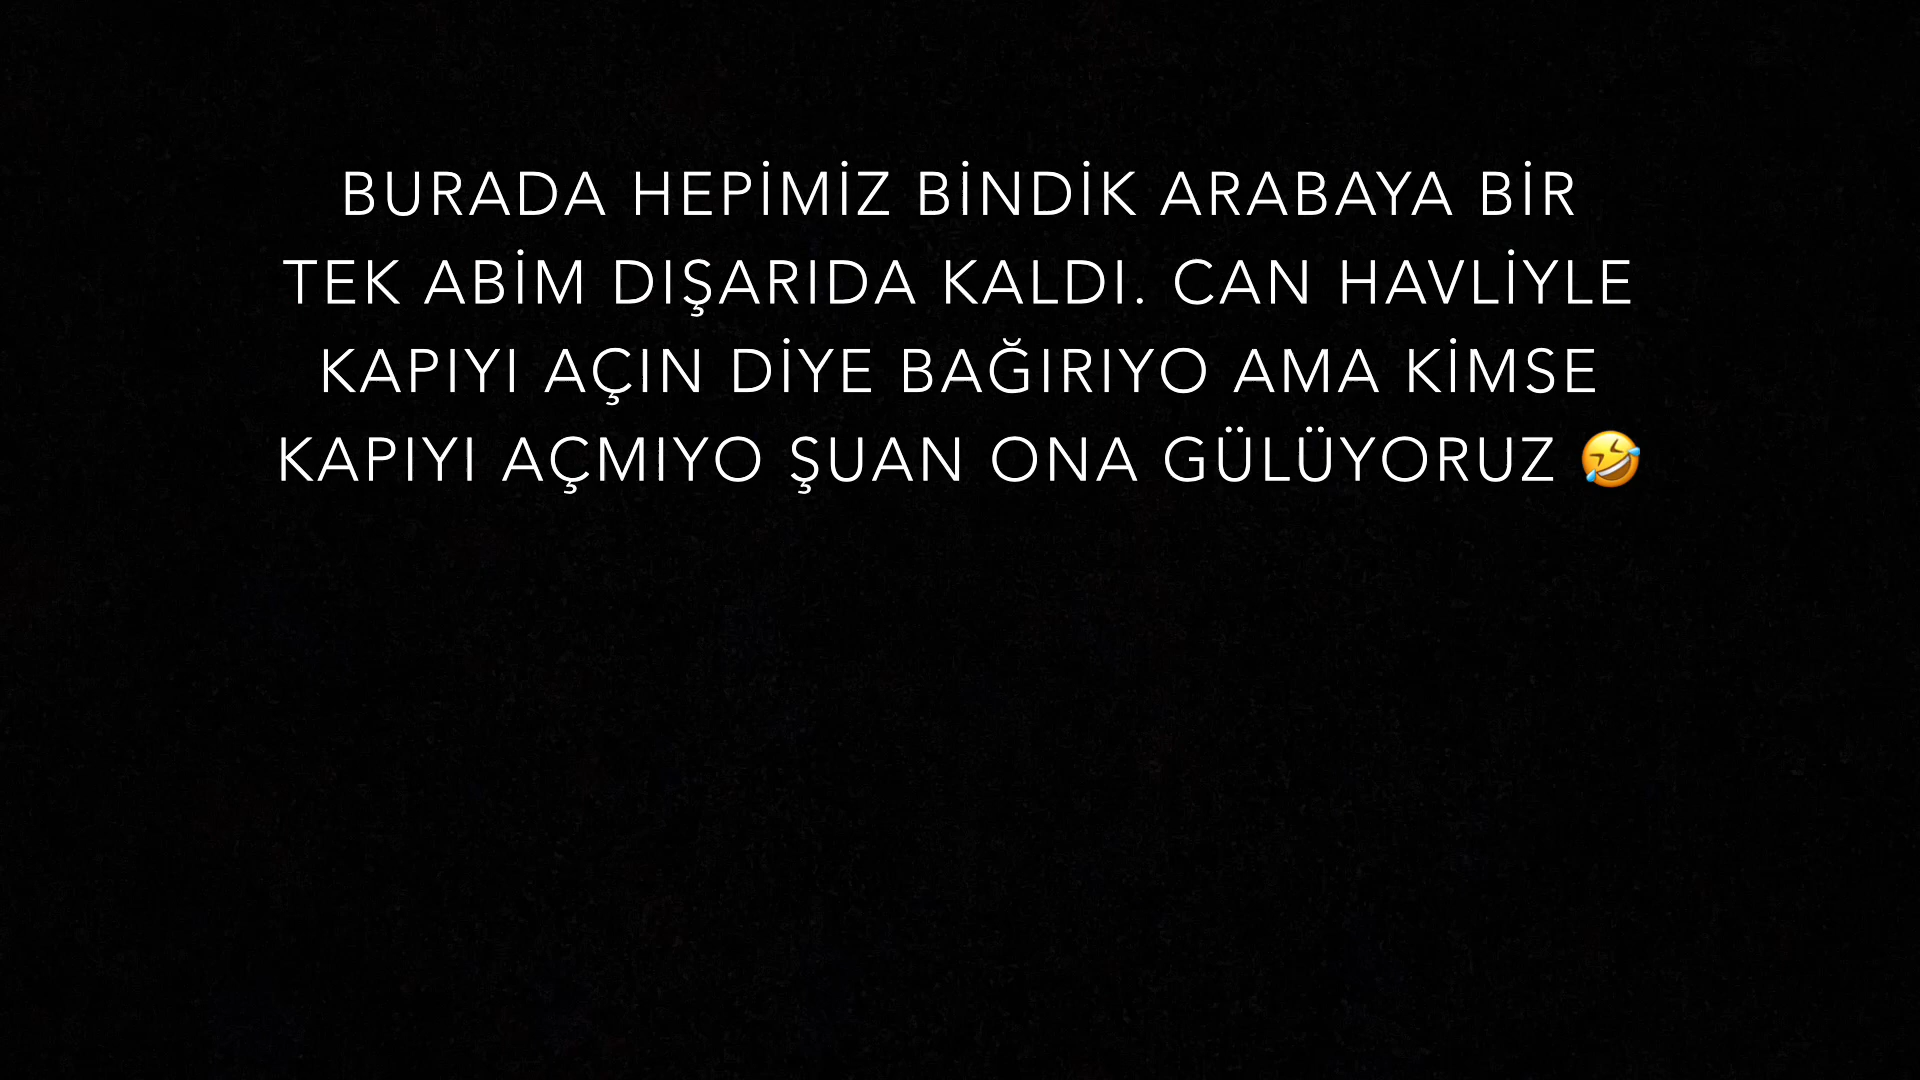 BURADA HEPİMİZ BİNDİK ARABAYA BİR
TEK ABİM DIŞARIDA KALDI. CAN HAVLİYLE
KAPIYI AÇIN DİYE BAĞIRIYO AMA KİMSE
KAPIYI AÇMIYO ŞUAN ONA GÜLÜYORUZ 🤣